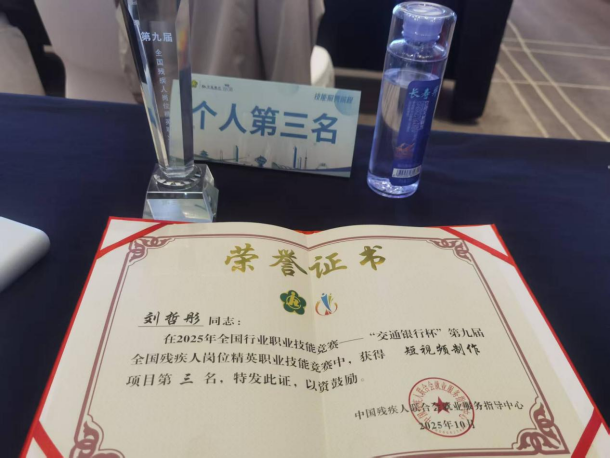 第九届
个人第三名
长寿
荣誉证书
刘哲彤 同志：
在2025年全国行业职业技能竞赛——“交通银行杯”第九届
全国残疾人岗位精英职业技能竞赛中，获得 短视频制作
项目第 三 名，特发此证，以资鼓励。
中国残疾人联合会就业服务指导中心
2025年10月